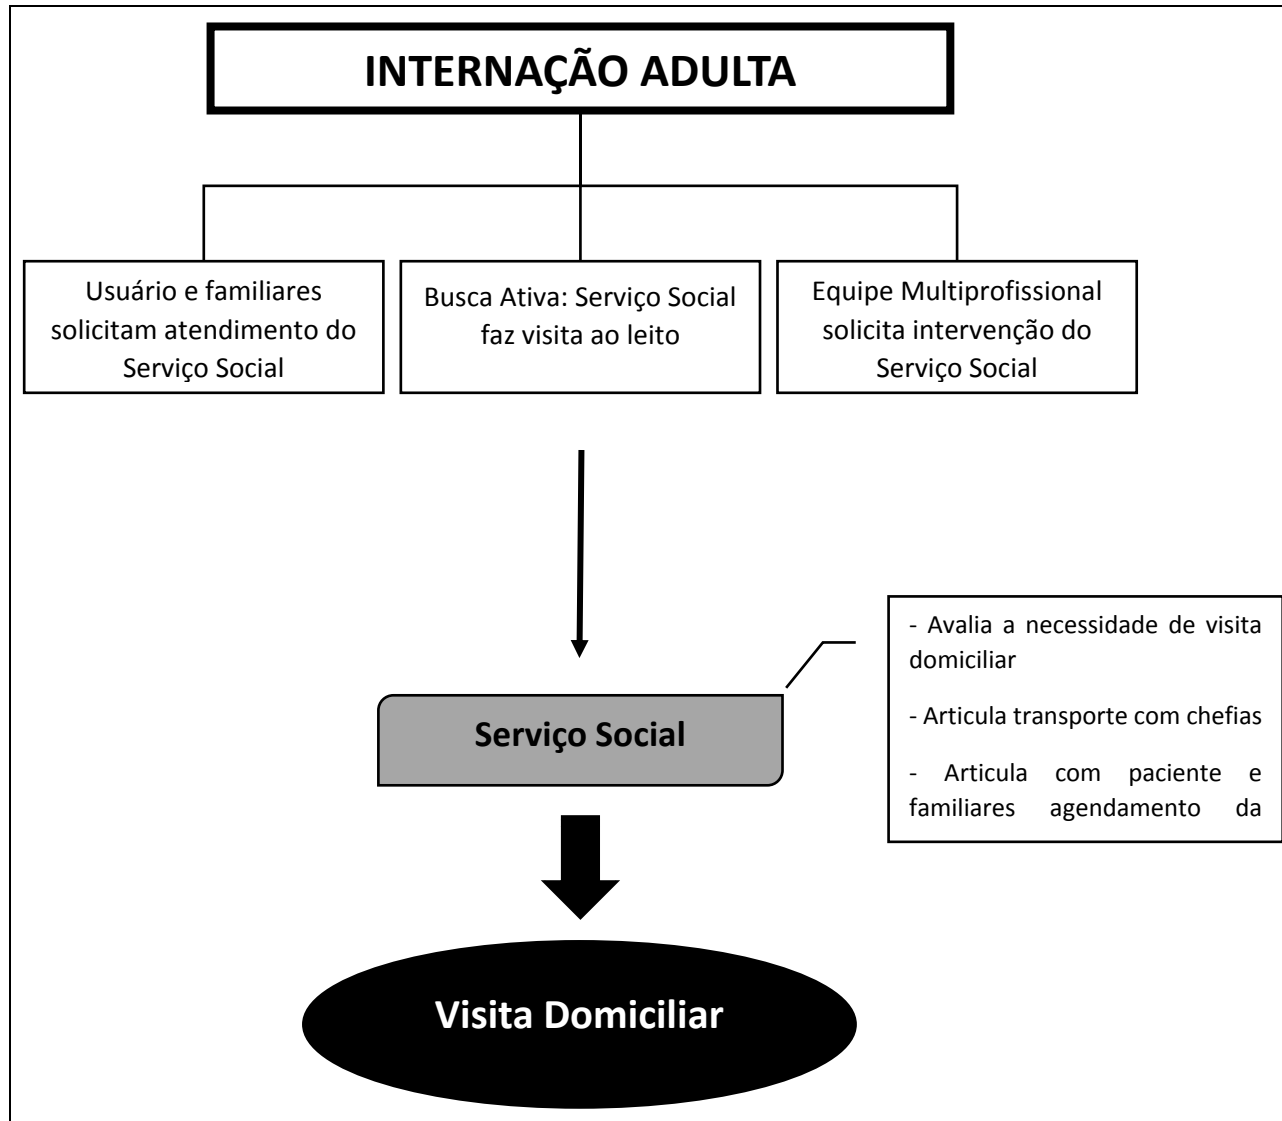 INTERNAÇÃO ADULTA
Usuário e familiares
solicitam atendimento do
Serviço Social
Busca Ativa: Serviço Social
faz visita ao leito
Equipe Multiprofissional
solicita intervenção do
Serviço Social
- Avalia a necessidade de visita
domiciliar
- Articula transporte com chefias
- Articula com paciente e
familiares agendamento da
Serviço Social
Visita Domiciliar